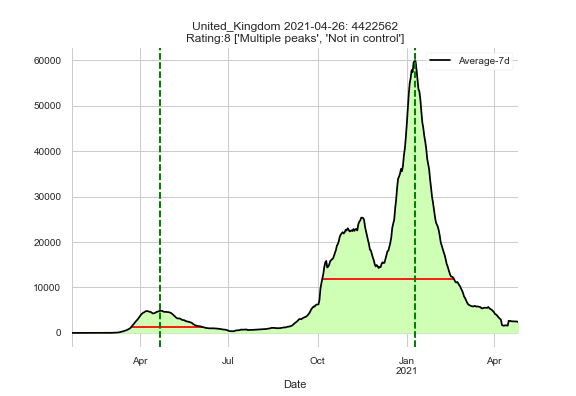 United_Kingdom 2021-04-26: 4422562
Rating:8 ['Multiple peaks', 'Not in control']
Average-7d
60000
50000
40000
30000
20000
10000
0
Apr Jul Oct Jan Apr
2021
Date